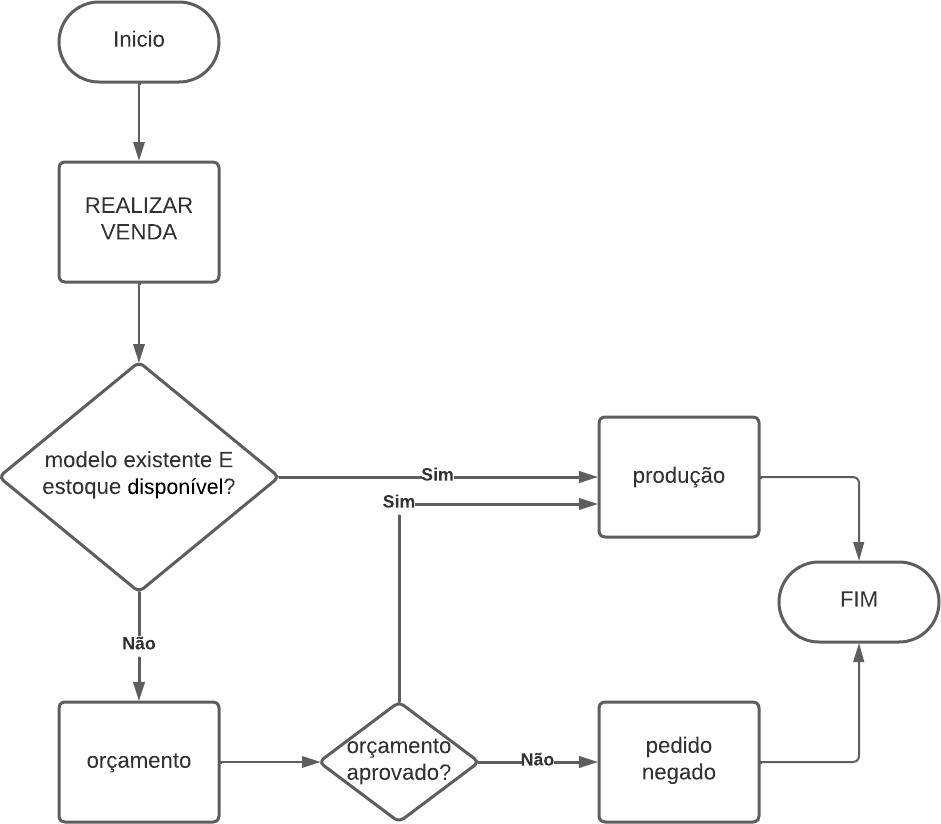 Inicio
REALIZAR
VENDA
modelo existente E
estoque disponível?
Sim
produção
Sim
FIM
Não
orçamento
orçamento
aprovado?
Não
pedido
negado